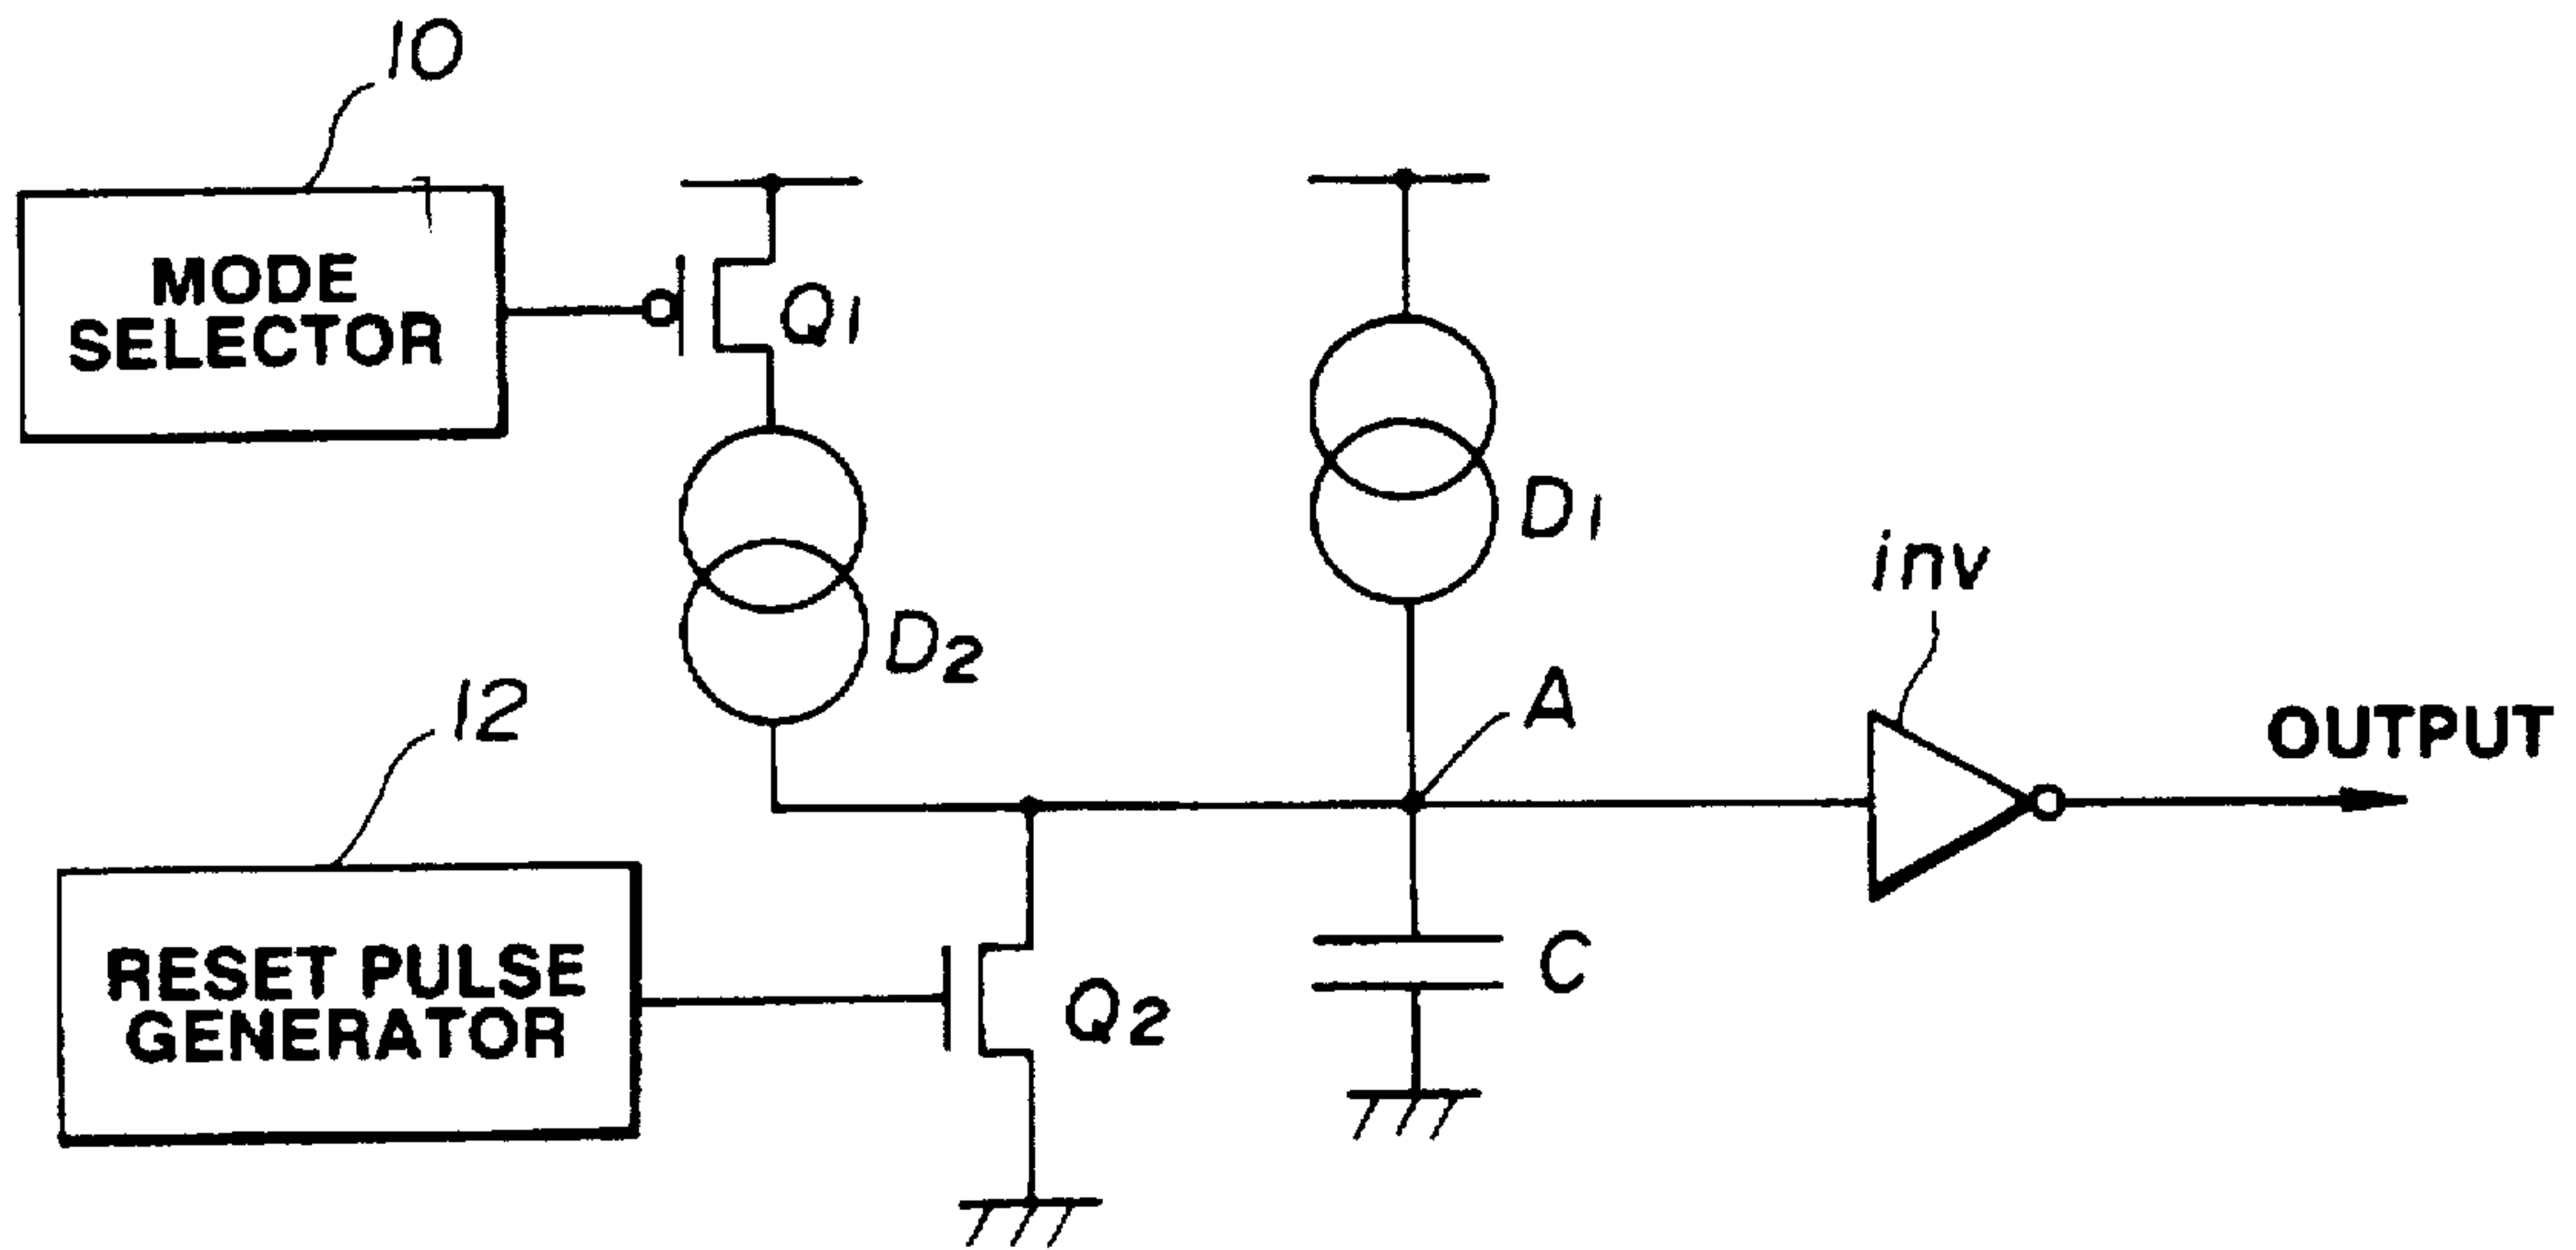 10
MODE
SELECTOR
Q1
D2
D1
inv
A
OUTPUT
12
RESET PULSE
GENERATOR
Q2
C